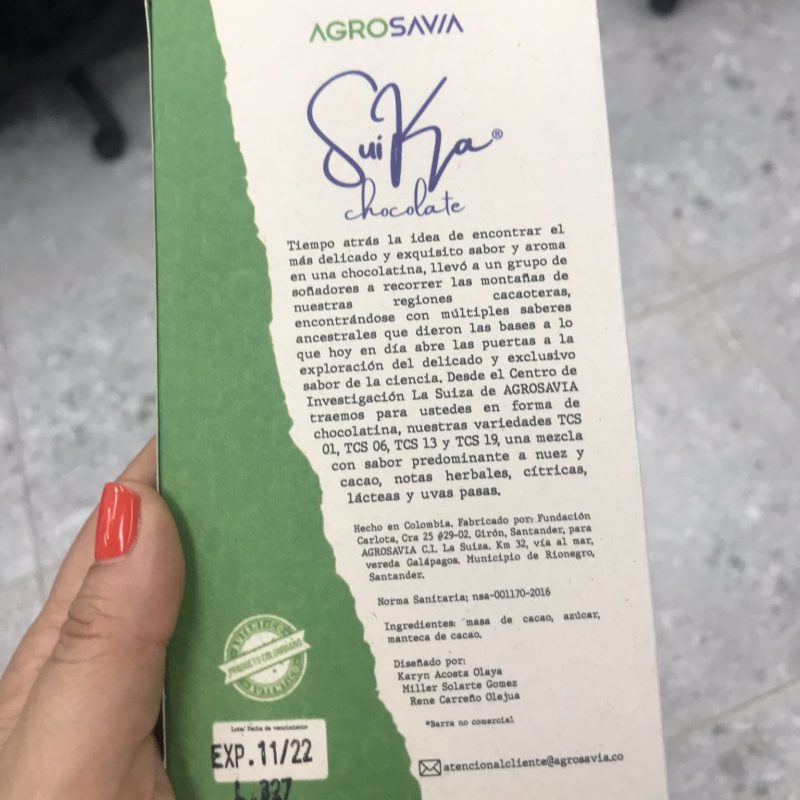 AGROSAVIA
SuiKa®
chocolate
Tiempo atrás la idea de encontrar el
más delicado y exquisito sabor y aroma
en una chocolatina, llevó a un grupo de
soñadores a recorrer las montañas de
nuestras regiones cacaoteras,
encontrándose con múltiples saberes
ancestrales que dieron las bases a lo
que hoy en día abre las puertas a la
exploración del delicado y exclusivo
sabor de la ciencia. Desde el Centro de
Investigación La Suiza de AGROSAVIA
traemos para ustedes en forma de
chocolatina, nuestras variedades TCS
01, TCS 06, TCS 13 y TCS 19, una mezcla
con sabor predominante a nuez y
cacao, notas herbales, cítricas,
lácteas y uvas pasas.
Hecho en Colombia. Fabricado por: Fundación
Carlota, Cra 25 #29-02. Girón, Santander, para
AGROSAVIA C.I. La Suiza. Km 32, vía al mar,
vereda Galápagos. Municipio de Rionegro,
Santander.
Norma Sanitaria: nsa-001170-2016
Ingredientes: masa de cacao, azúcar,
manteca de cacao.
Diseñado por:
Karyn Acosta Olaya
Miller Solarte Gomez
Rene Carreño Olejua
*Barra no comercial
AUTÉNTICO
PRODUCTO COLOMBIANO
AUTÉNTICO
Lote/ Fecha de vencimiento
EXP.11/22
L.327
atencionalcliente@agrosavia.co